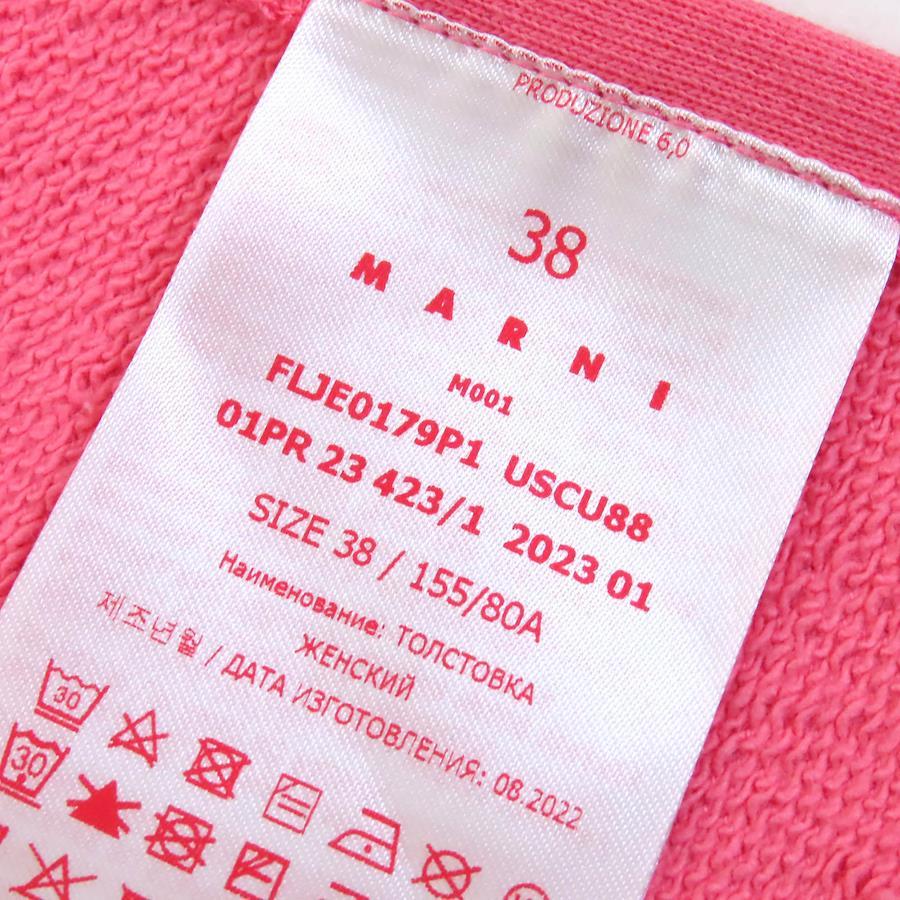 PRODUZIONE 6,0
38
MARNI
M001
FLJE0179P1 USCU88
01PR 23 423/1 2023 01
SIZE 38 / 155/80A
Наименование: ТОЛСТОВКА
ЖЕНСКИЙ
제조년월 / ДАТА ИЗГОТОВЛЕНИЯ: 08.2022
30
30